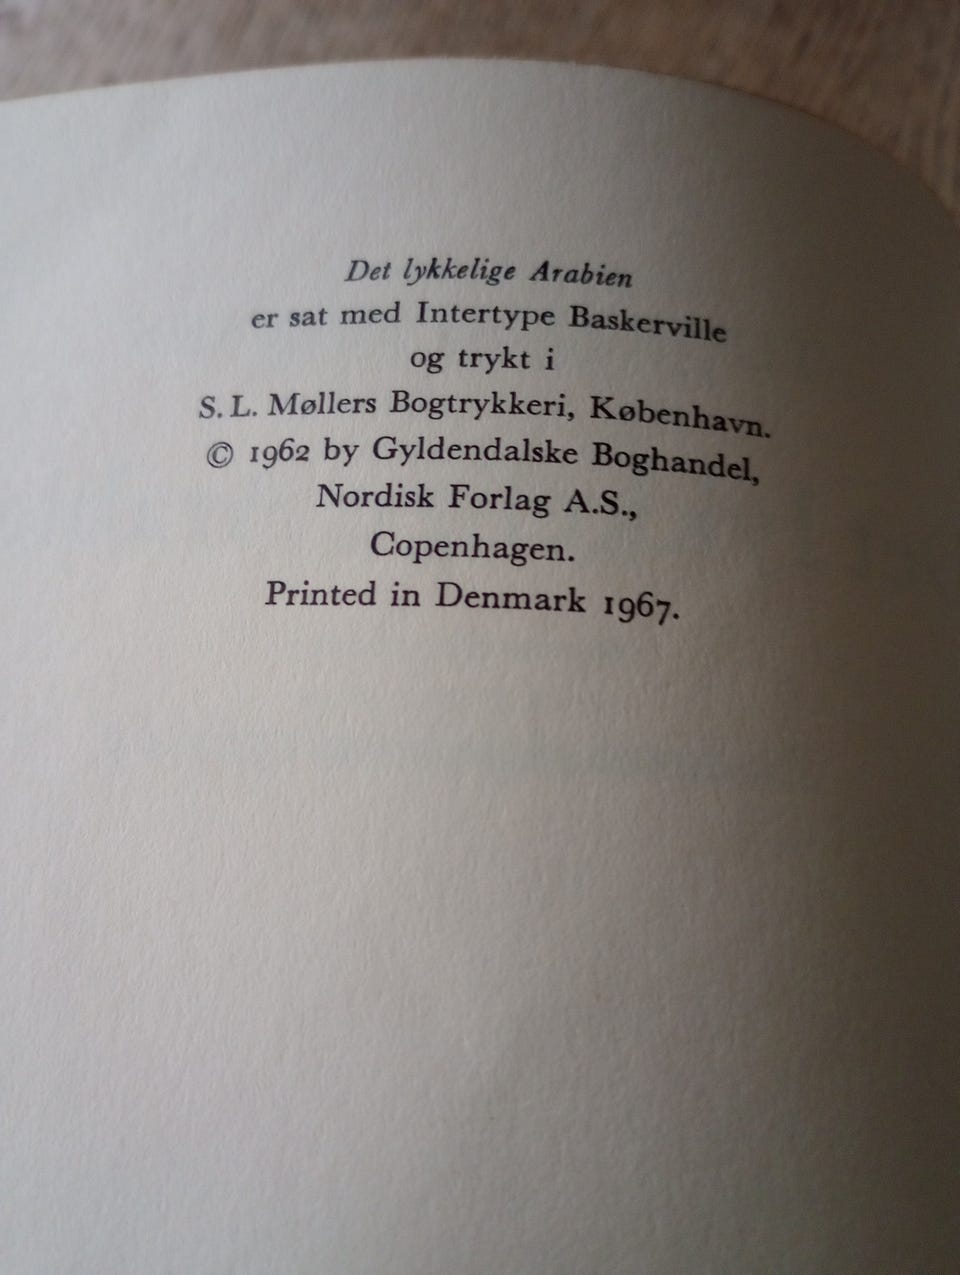 Det lykkelige Arabien
er sat med Intertype Baskerville
og trykt i
S. L. Møllers Bogtrykkeri, København.
© 1962 by Gyldendalske Boghandel,
Nordisk Forlag A.S.,
Copenhagen.
Printed in Denmark 1967.